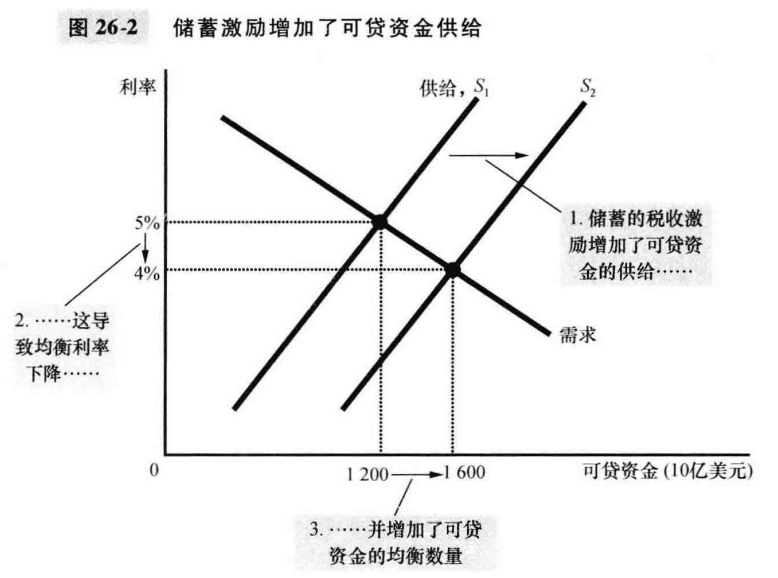 图 26-2 储蓄激励增加了可贷资金供给
利率
供给，S₁
S₂
1. 储蓄的税收激
励增加了可贷资
金的供给……
5%
4%
2. ……这导
致均衡利率
下降……
需求
0
1 200
1 600
可贷资金 (10亿美元)
3. ……并增加了可贷
资金的均衡数量